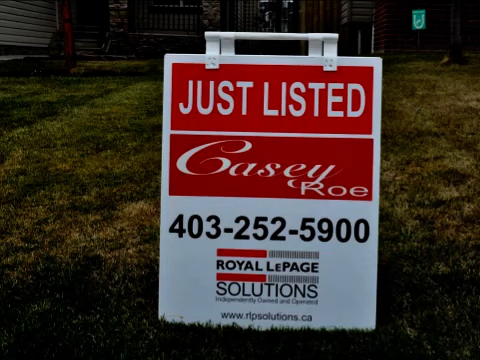 JUST LISTED
Casey
Roe
403-252-5900
ROYAL LEPAGE
SOLUTIONS
Independently Owned and Operated
www.rlpsolutions.ca